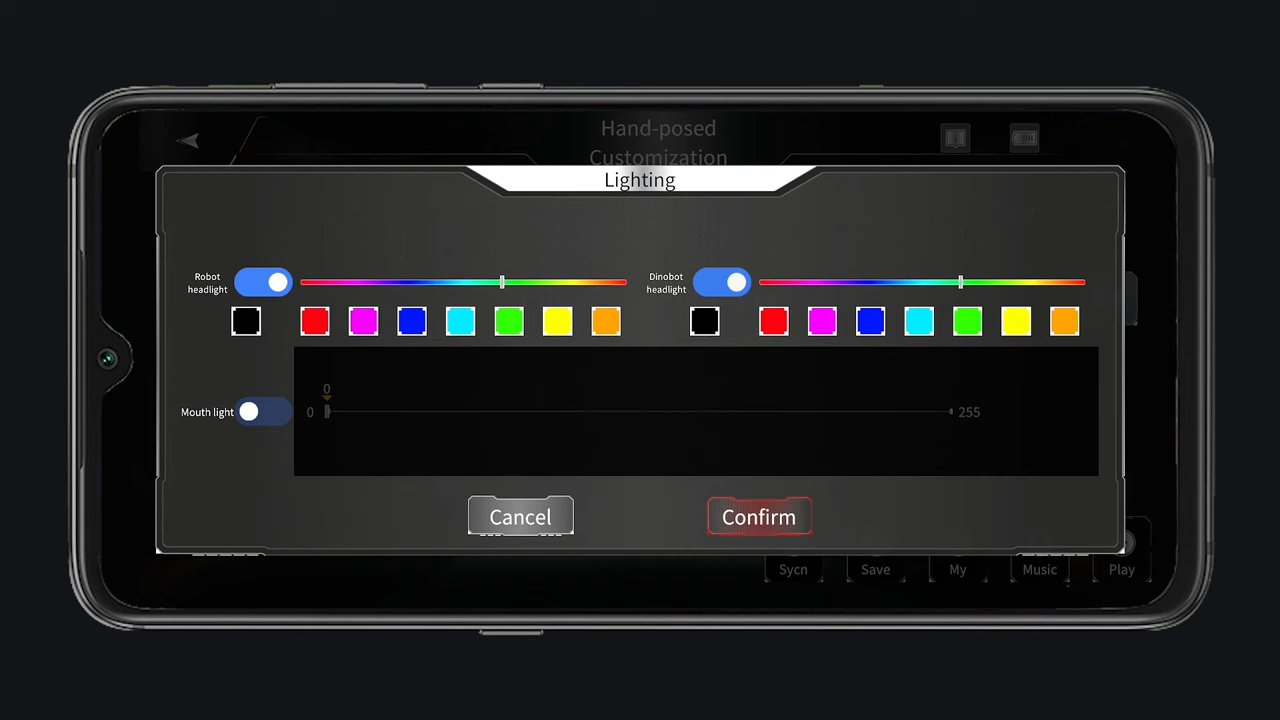 Hand-posed
Customization
Lighting
Robot
headlight
Dinobot
headlight
Mouth light
0
0
255
Cancel
Confirm
Sycn
Save
My
Music
Play